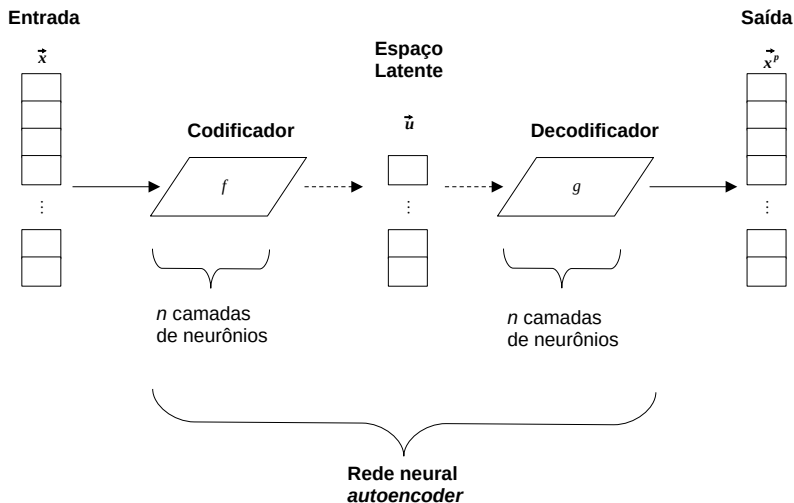 Entrada
Saída
x⃗
Espaço
Latente
x⃗ᵖ
Codificador
u⃗
Decodificador
f
g
⋮
⋮
⋮
n camadas
de neurônios
n camadas
de neurônios
Rede neural
autoencoder